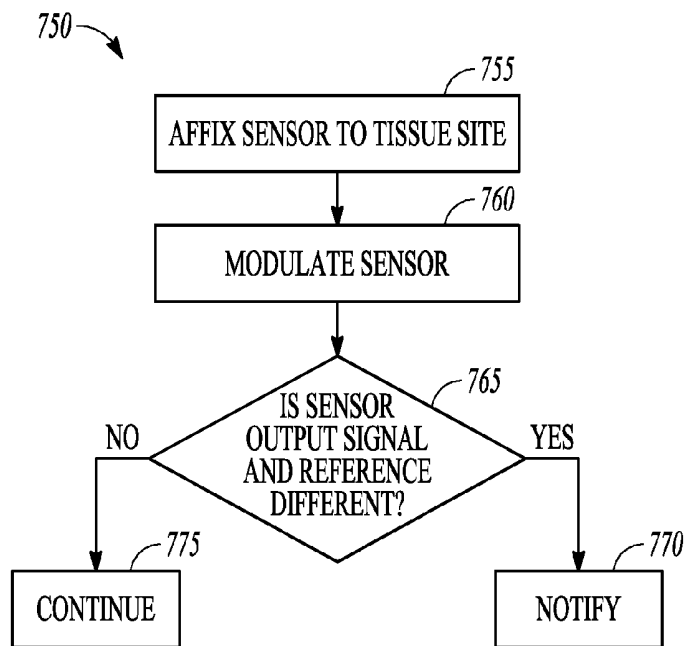 750
755
AFFIX SENSOR TO TISSUE SITE
760
MODULATE SENSOR
765
IS SENSOR
OUTPUT SIGNAL
AND REFERENCE
DIFFERENT?
NO
YES
775
CONTINUE
770
NOTIFY